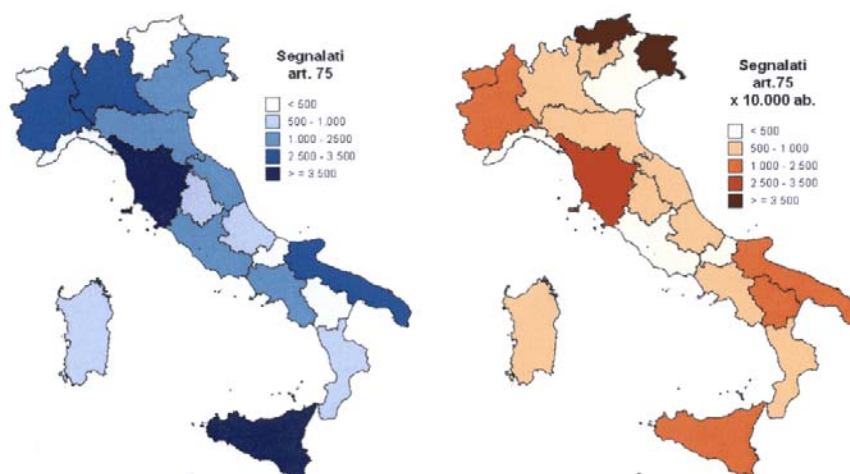 Segnalati
art. 75
< 500
500 - 1.000
1.000 - 2500
2 500 - 3 500
> = 3 500
Segnalati
art.75
x 10.000 ab.
< 500
500 - 1 000
1 000 - 2 500
2 500 - 3 500
> = 3 500